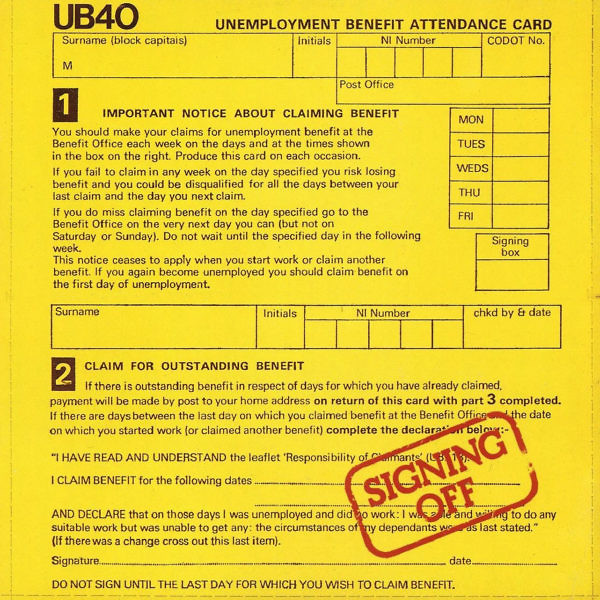 UB40 UNEMPLOYMENT BENEFIT ATTENDANCE CARD
Surname (block capitals) Initials NI Number CODOT No.
M
Post Office
1 IMPORTANT NOTICE ABOUT CLAIMING BENEFIT
You should make your claims for unemployment benefit at the
Benefit Office each week on the days and at the times shown
in the box on the right. Produce this card on each occasion.
If you fail to claim in any week on the day specified you risk losing
benefit and you could be disqualified for all the days between your
last claim and the day you next claim.
If you do miss claiming benefit on the day specified go to the
Benefit Office on the very next day you can (but not on
Saturday or Sunday). Do not wait until the specified day in the following
week.
This notice ceases to apply when you start work or claim another
benefit. If you again become unemployed you should claim benefit on
the first day of unemployment.
MON
TUES
WEDS
THU
FRI
Signing
box
Surname Initials NI Number chkd by & date
2 CLAIM FOR OUTSTANDING BENEFIT
If there is outstanding benefit in respect of days for which you have already claimed,
payment will be made by post to your home address on return of this card with part 3 completed.
If there are days between the last day on which you claimed benefit at the Benefit Office and the date
on which you started work (or claimed another benefit) complete the declaration below:-
"I HAVE READ AND UNDERSTAND the leaflet 'Responsibility of Claimants'
I CLAIM BENEFIT for the following dates
AND DECLARE that on those days I was unemployed and did no work: I was able and willing to do any
suitable work but was unable to get any: the circumstances of my dependants were as last stated."
(If there was a change cross out this last item).
Signature date
DO NOT SIGN UNTIL THE LAST DAY FOR WHICH YOU WISH TO CLAIM BENEFIT.
SIGNING
OFF